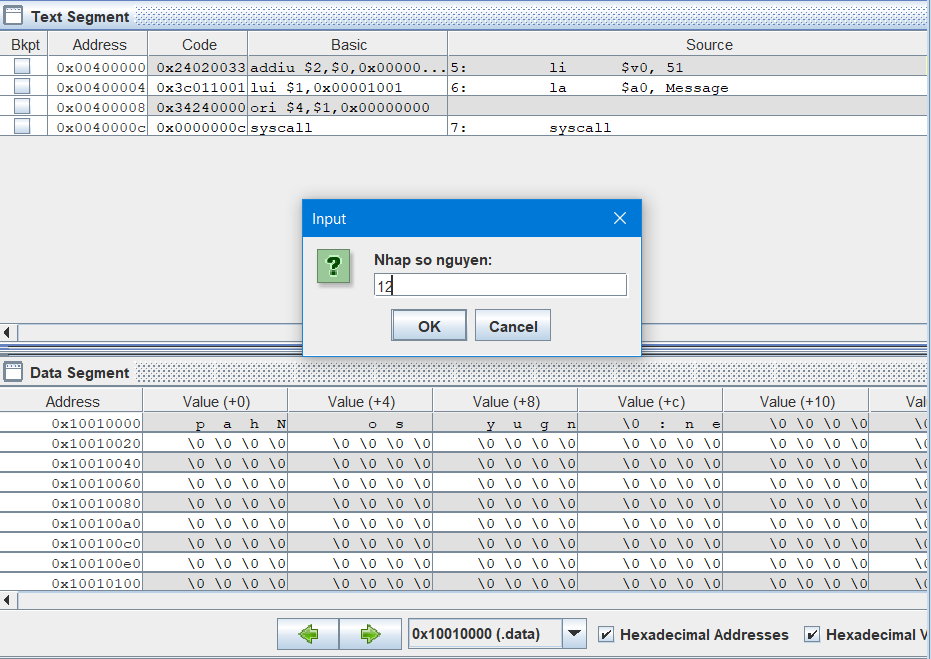 Text Segment
Bkpt Address Code Basic Source
0x00400000 0x24020033 addiu $2,$0,0x00000... 5: li $v0, 51
0x00400004 0x3c011001 lui $1,0x00001001 6: la $a0, Message
0x00400008 0x34240000 ori $4,$1,0x00000000
0x0040000c 0x0000000c syscall 7: syscall
Input
Nhap so nguyen:
12
OK Cancel
Data Segment
Address Value (+0) Value (+4) Value (+8) Value (+c) Value (+10) Val
0x10010000 p a h N o s y u g n \0 : n e \0 \0 \0 \0 \0
0x10010020 \0 \0 \0 \0 \0 \0 \0 \0 \0 \0 \0 \0 \0 \0 \0 \0 \0 \0 \0 \0 \0
0x10010040 \0 \0 \0 \0 \0 \0 \0 \0 \0 \0 \0 \0 \0 \0 \0 \0 \0 \0 \0 \0 \0
0x10010060 \0 \0 \0 \0 \0 \0 \0 \0 \0 \0 \0 \0 \0 \0 \0 \0 \0 \0 \0 \0 \0
0x10010080 \0 \0 \0 \0 \0 \0 \0 \0 \0 \0 \0 \0 \0 \0 \0 \0 \0 \0 \0 \0 \0
0x100100a0 \0 \0 \0 \0 \0 \0 \0 \0 \0 \0 \0 \0 \0 \0 \0 \0 \0 \0 \0 \0 \0
0x100100c0 \0 \0 \0 \0 \0 \0 \0 \0 \0 \0 \0 \0 \0 \0 \0 \0 \0 \0 \0 \0 \0
0x100100e0 \0 \0 \0 \0 \0 \0 \0 \0 \0 \0 \0 \0 \0 \0 \0 \0 \0 \0 \0 \0 \0
0x10010100 \0 \0 \0 \0 \0 \0 \0 \0 \0 \0 \0 \0 \0 \0 \0 \0 \0 \0 \0 \0 \0
0x10010000 (.data) Hexadecimal Addresses Hexadecimal V